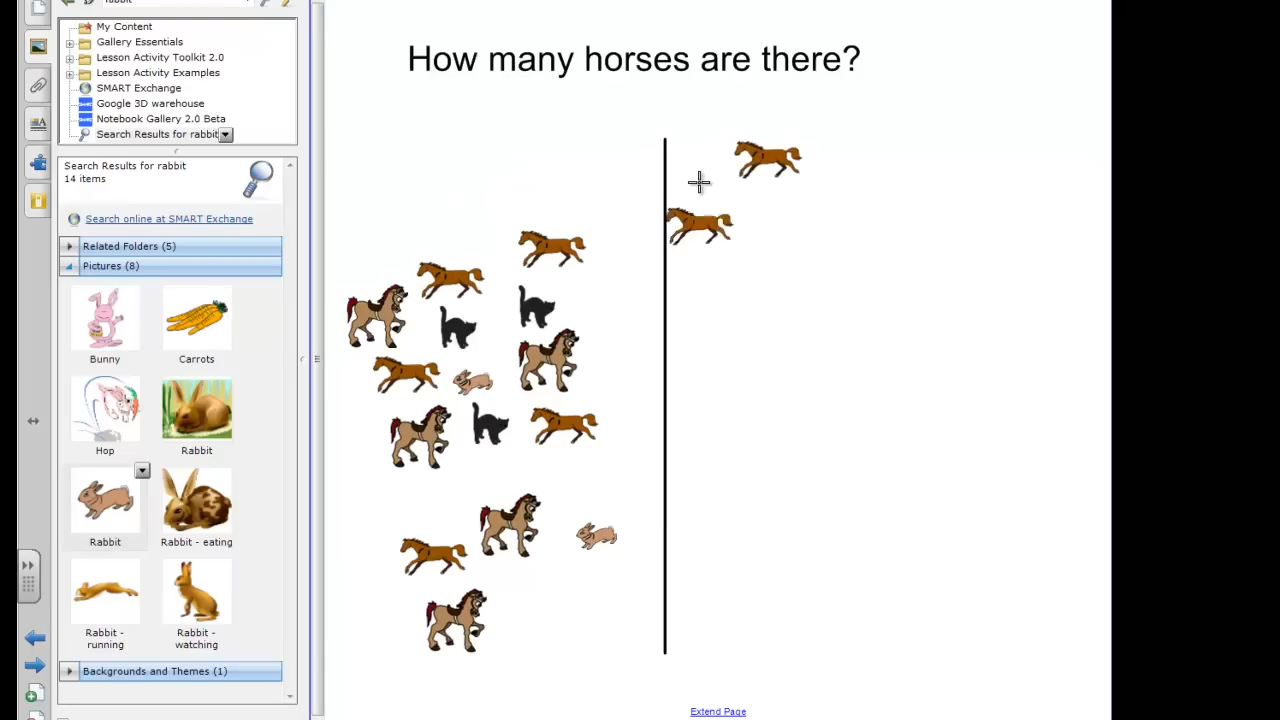 rabbit
My Content
Gallery Essentials
Lesson Activity Toolkit 2.0
Lesson Activity Examples
SMART Exchange
Google 3D warehouse
Notebook Gallery 2.0 Beta
Search Results for rabbit
Search Results for rabbit
14 items
Search online at SMART Exchange
Related Folders (5)
Pictures (8)
Bunny
Carrots
Hop
Rabbit
Rabbit
Rabbit - eating
Rabbit -
running
Rabbit -
watching
Backgrounds and Themes (1)
How many horses are there?
Extend Page